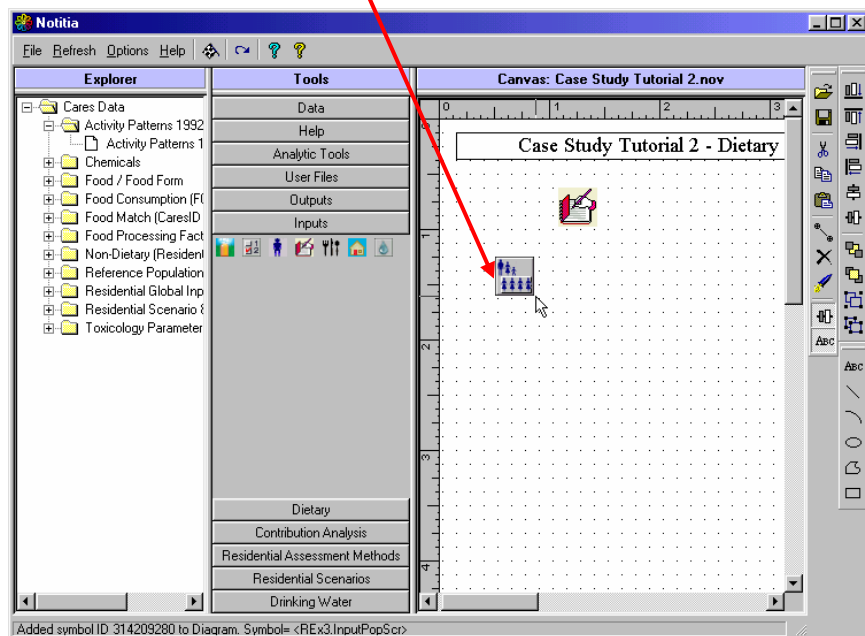 Notitia
File Refresh Options Help
Explorer
Cares Data
Activity Patterns 1992
Activity Patterns 1
Chemicals
Food / Food Form
Food Consumption (F
Food Match (CaresID
Food Processing Fact
Non-Dietary (Resident
Reference Population
Residential Global Inp
Residential Scenario
Toxicology Parameter
Tools
Data
Help
Analytic Tools
User Files
Outputs
Inputs
Dietary
Contribution Analysis
Residential Assessment Methods
Residential Scenarios
Drinking Water
Canvas: Case Study Tutorial 2.nov
0 1 2 3
Case Study Tutorial 2 - Dietary
1
2
3
4
ABC
ABC
Added symbol ID 314209280 to Diagram. Symbol= <REx3.InputPopScr>